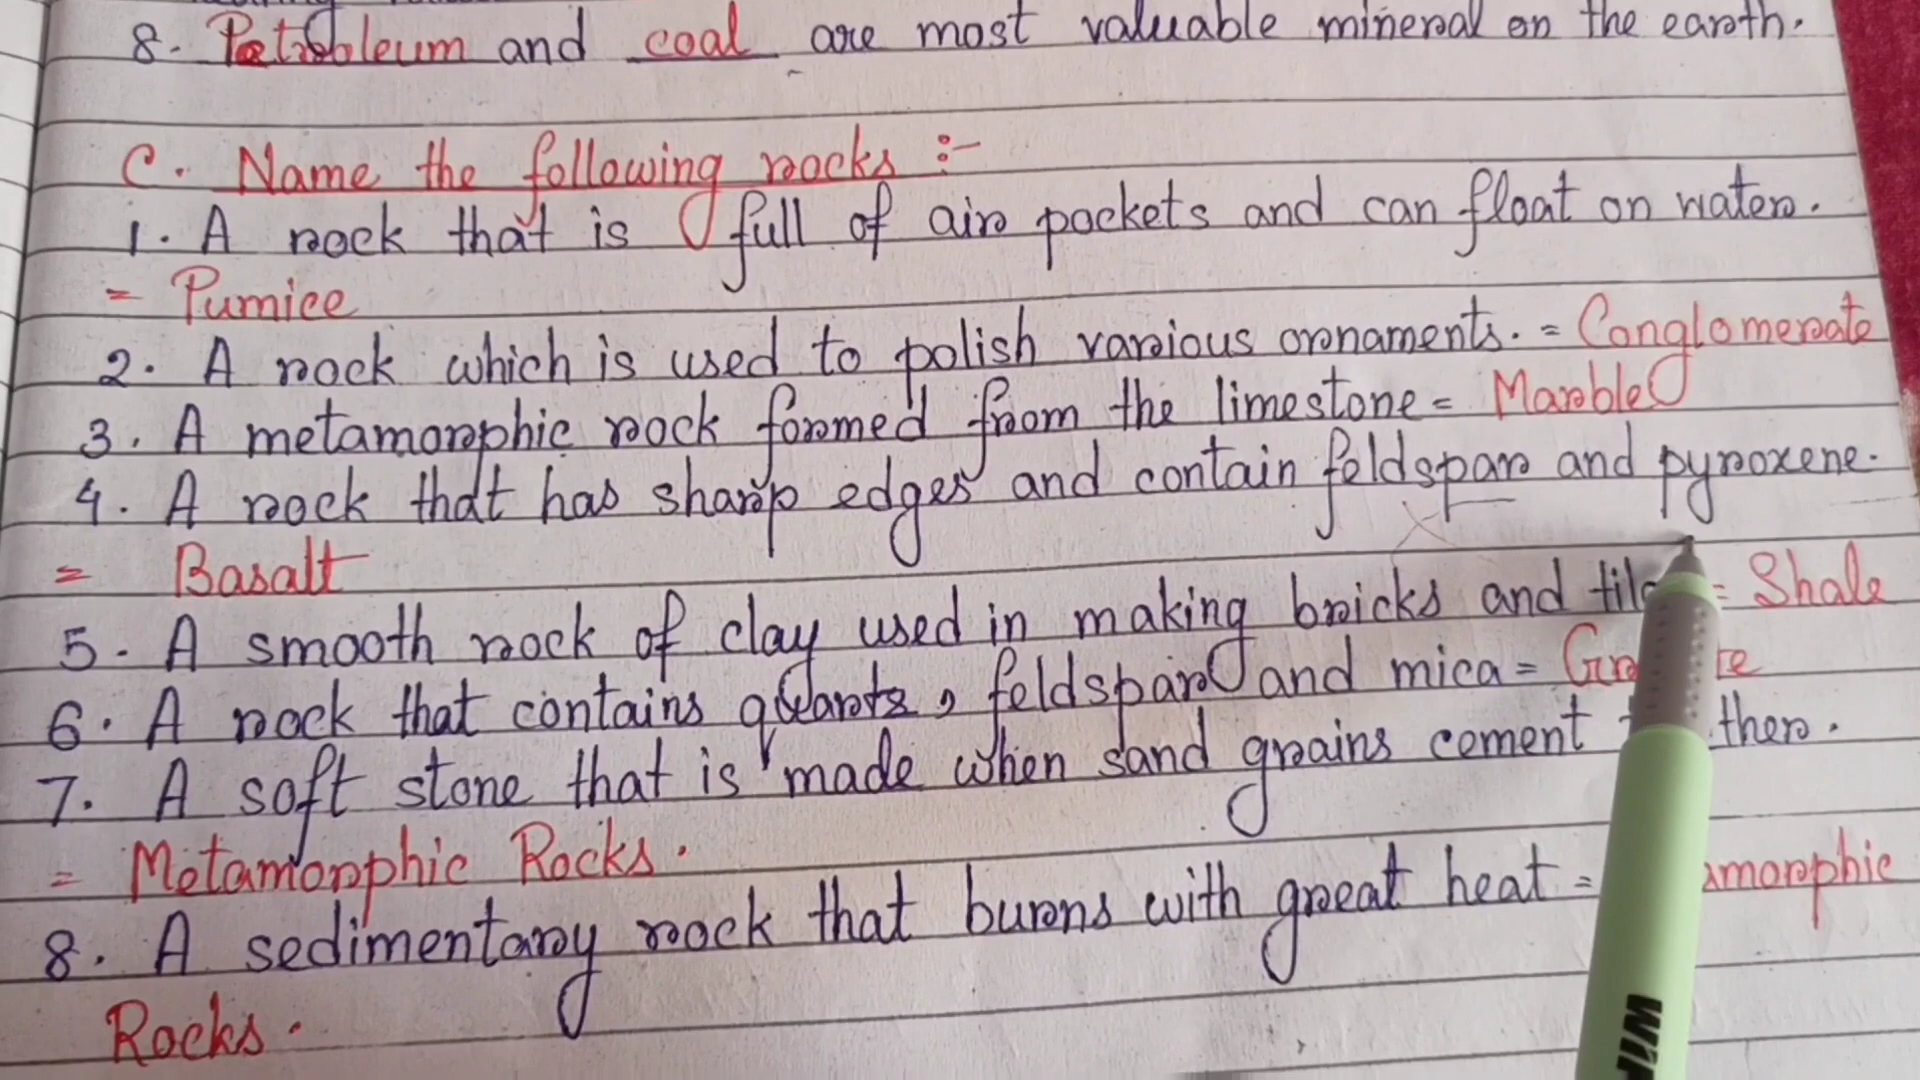 8. Petroleum and coal are most valuable mineral on the earth.
C. Name the following rocks :-
1. A rock that is full of air pockets and can float on water.
= Pumice
2. A rock which is used to polish various ornaments. = Conglomerate
3. A metamorphic rock formed from the limestone = Marble
4. A rock that has sharp edges and contain feldspar and pyroxene.
= Basalt
5. A smooth rock of clay used in making bricks and = Shale
6. A rock that contains quartz, feldspar and mica =
7. A soft stone that is made when sand grains cement
= Metamorphic Rocks.
8. A sedimentary rock that burns with great heat =
Rocks.
WiN